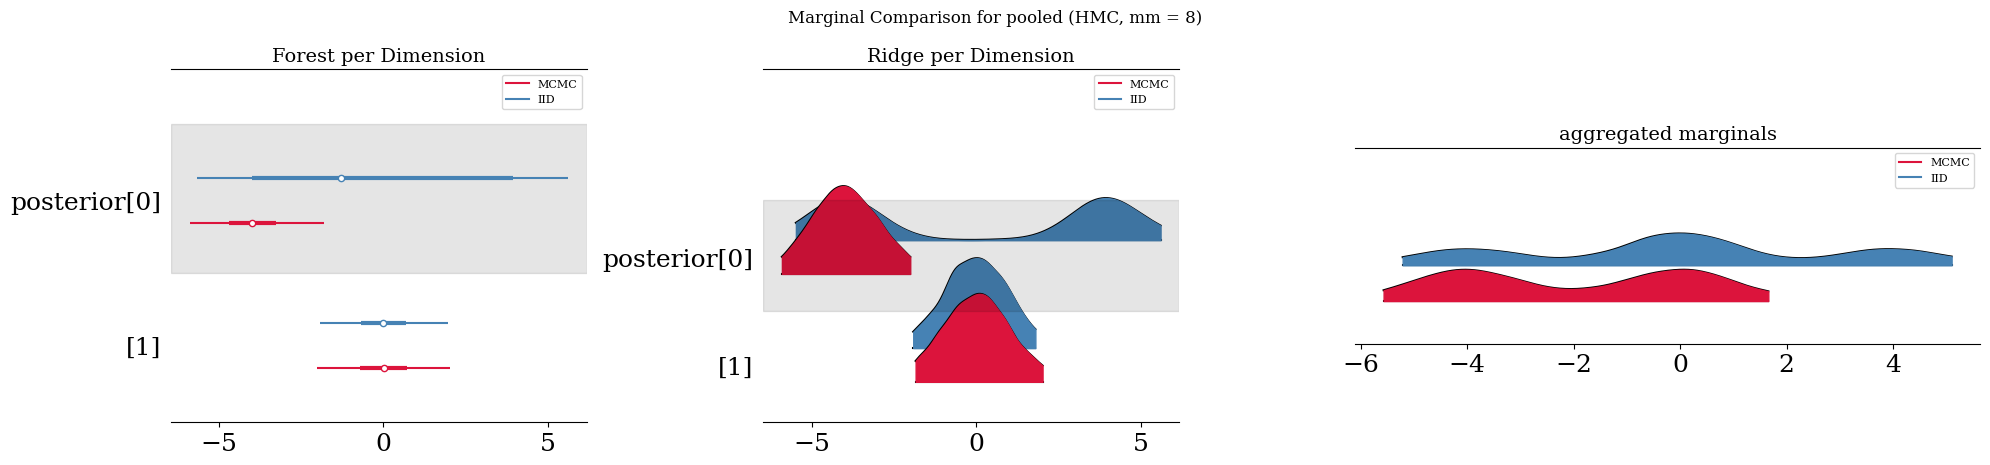 Marginal Comparison for pooled (HMC, mm = 8)
Forest per Dimension
MCMC
IID
posterior[0]
[1]
−5 0 5
Ridge per Dimension
MCMC
IID
posterior[0]
[1]
−5 0 5
aggregated marginals
MCMC
IID
−6 −4 −2 0 2 4